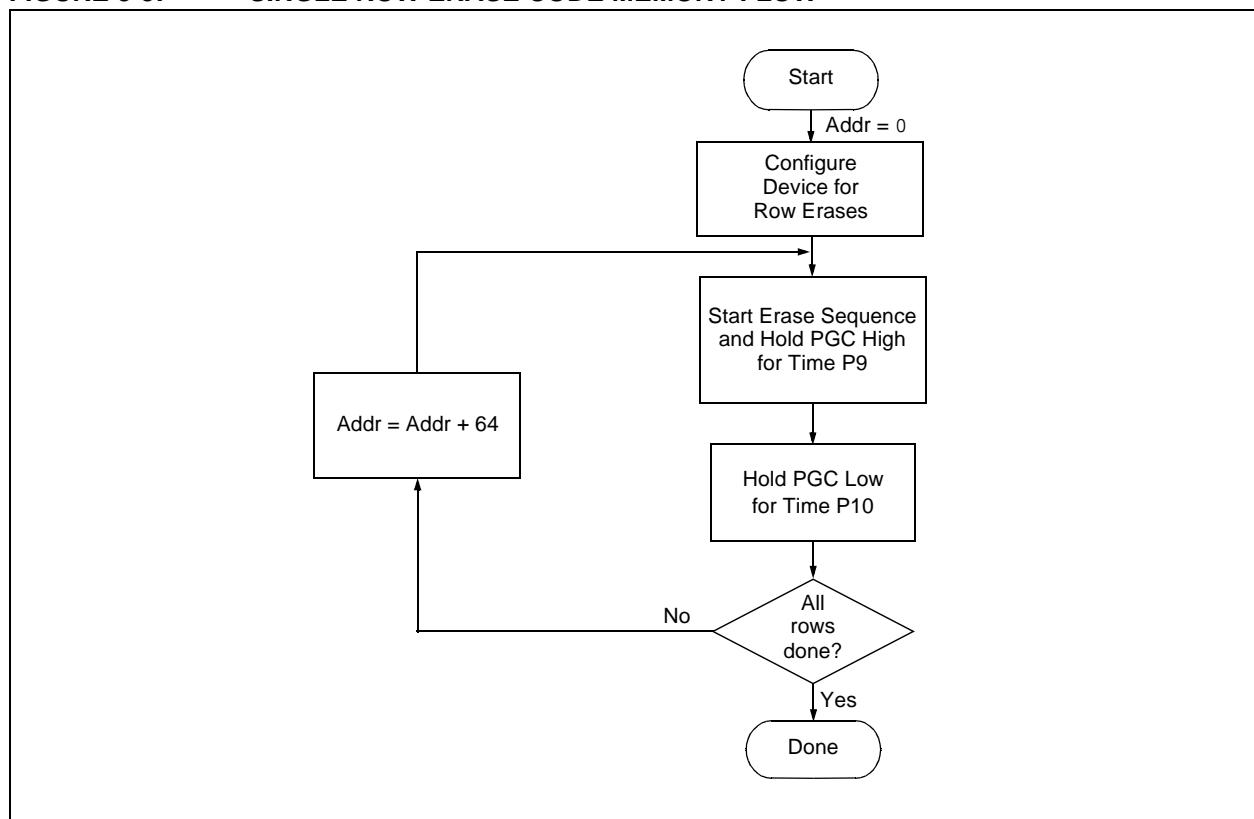 Start
Addr = 0
Configure
Device for
Row Erases
Start Erase Sequence
and Hold PGC High
for Time P9
Addr = Addr + 64
Hold PGC Low
for Time P10
All
rows
done?
No
Yes
Done